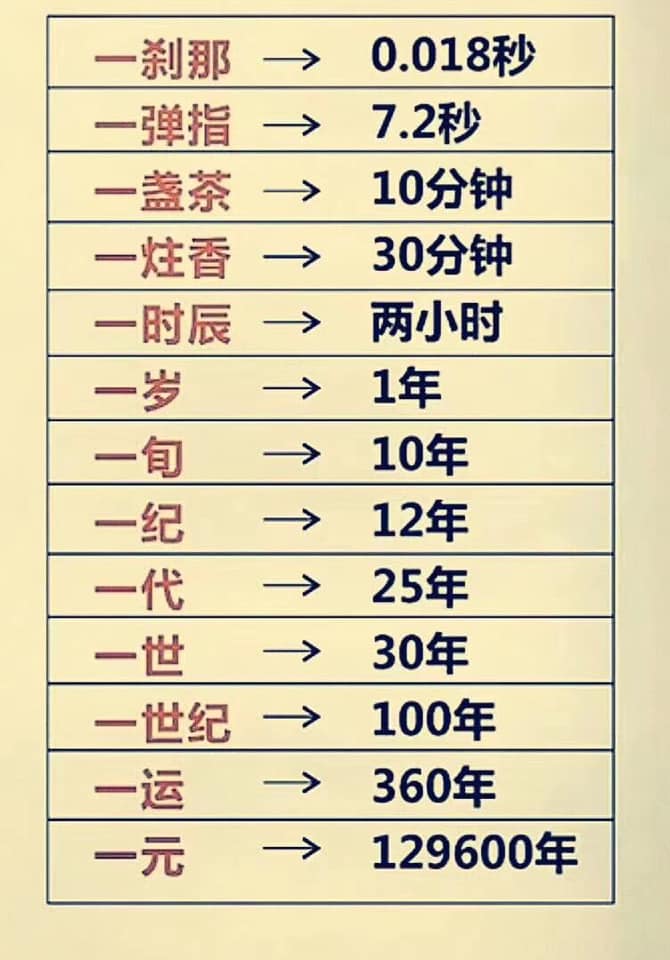 一刹那 → 0.018秒
一弹指 → 7.2秒
一盏茶 → 10分钟
一炷香 → 30分钟
一时辰 → 两小时
一岁 → 1年
一旬 → 10年
一纪 → 12年
一代 → 25年
一世 → 30年
一世纪 → 100年
一运 → 360年
一元 → 129600年